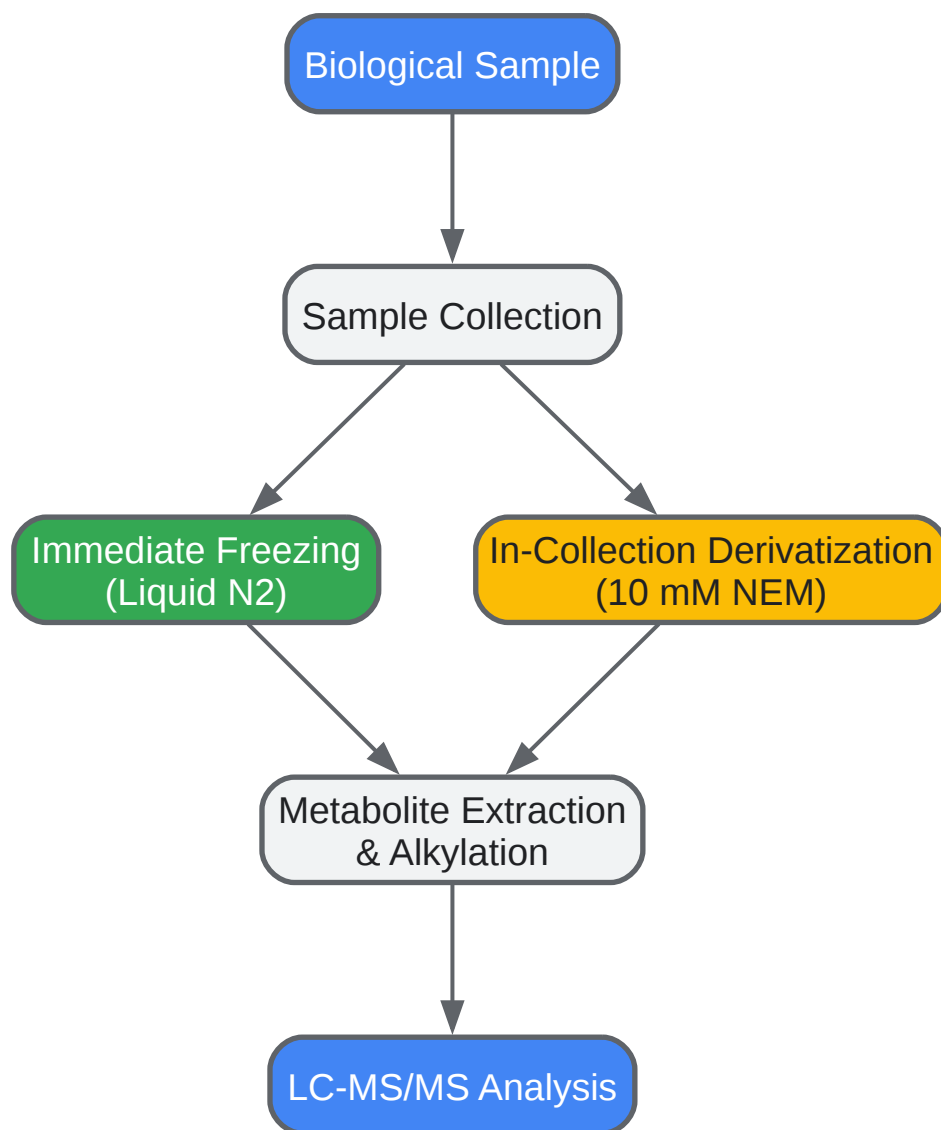 Biological Sample
Sample Collection
Immediate Freezing
(Liquid N2)
In-Collection Derivatization
(10 mM NEM)
Metabolite Extraction
& Alkylation
LC-MS/MS Analysis